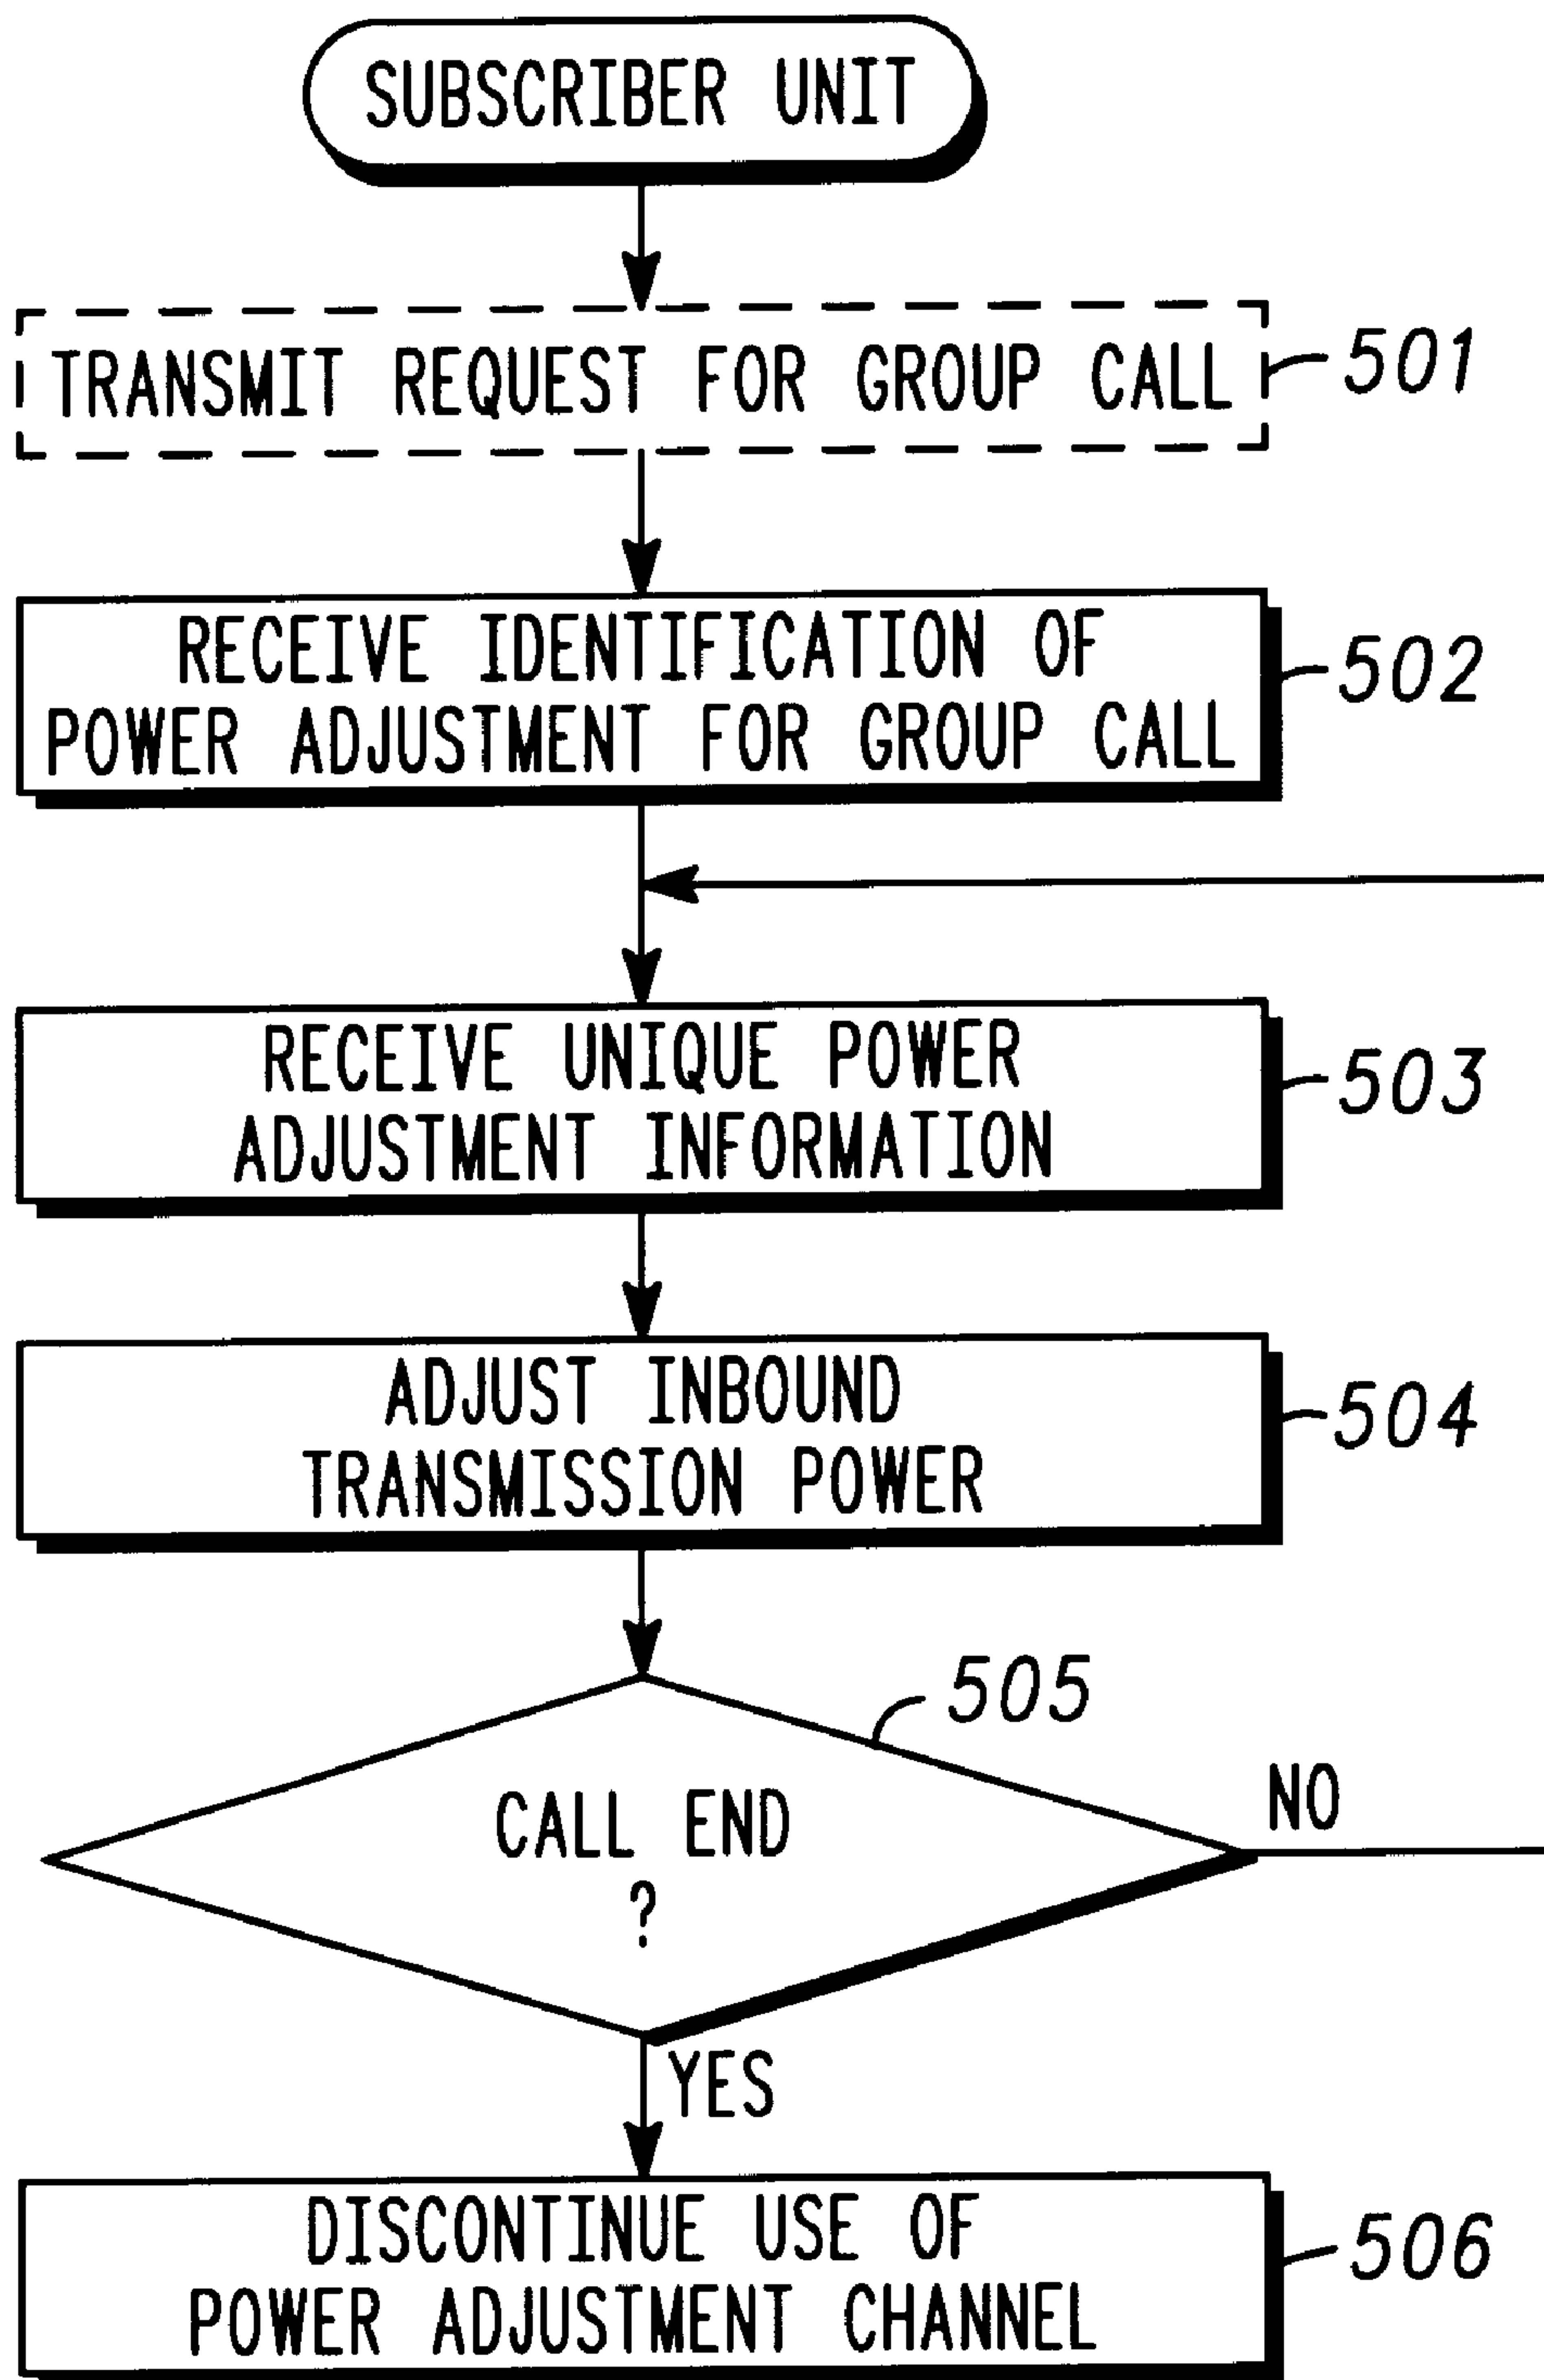 SUBSCRIBER UNIT
TRANSMIT REQUEST FOR GROUP CALL
501
RECEIVE IDENTIFICATION OF
POWER ADJUSTMENT FOR GROUP CALL
502
RECEIVE UNIQUE POWER
ADJUSTMENT INFORMATION
503
ADJUST INBOUND
TRANSMISSION POWER
504
505
CALL END
?
NO
YES
DISCONTINUE USE OF
POWER ADJUSTMENT CHANNEL
506